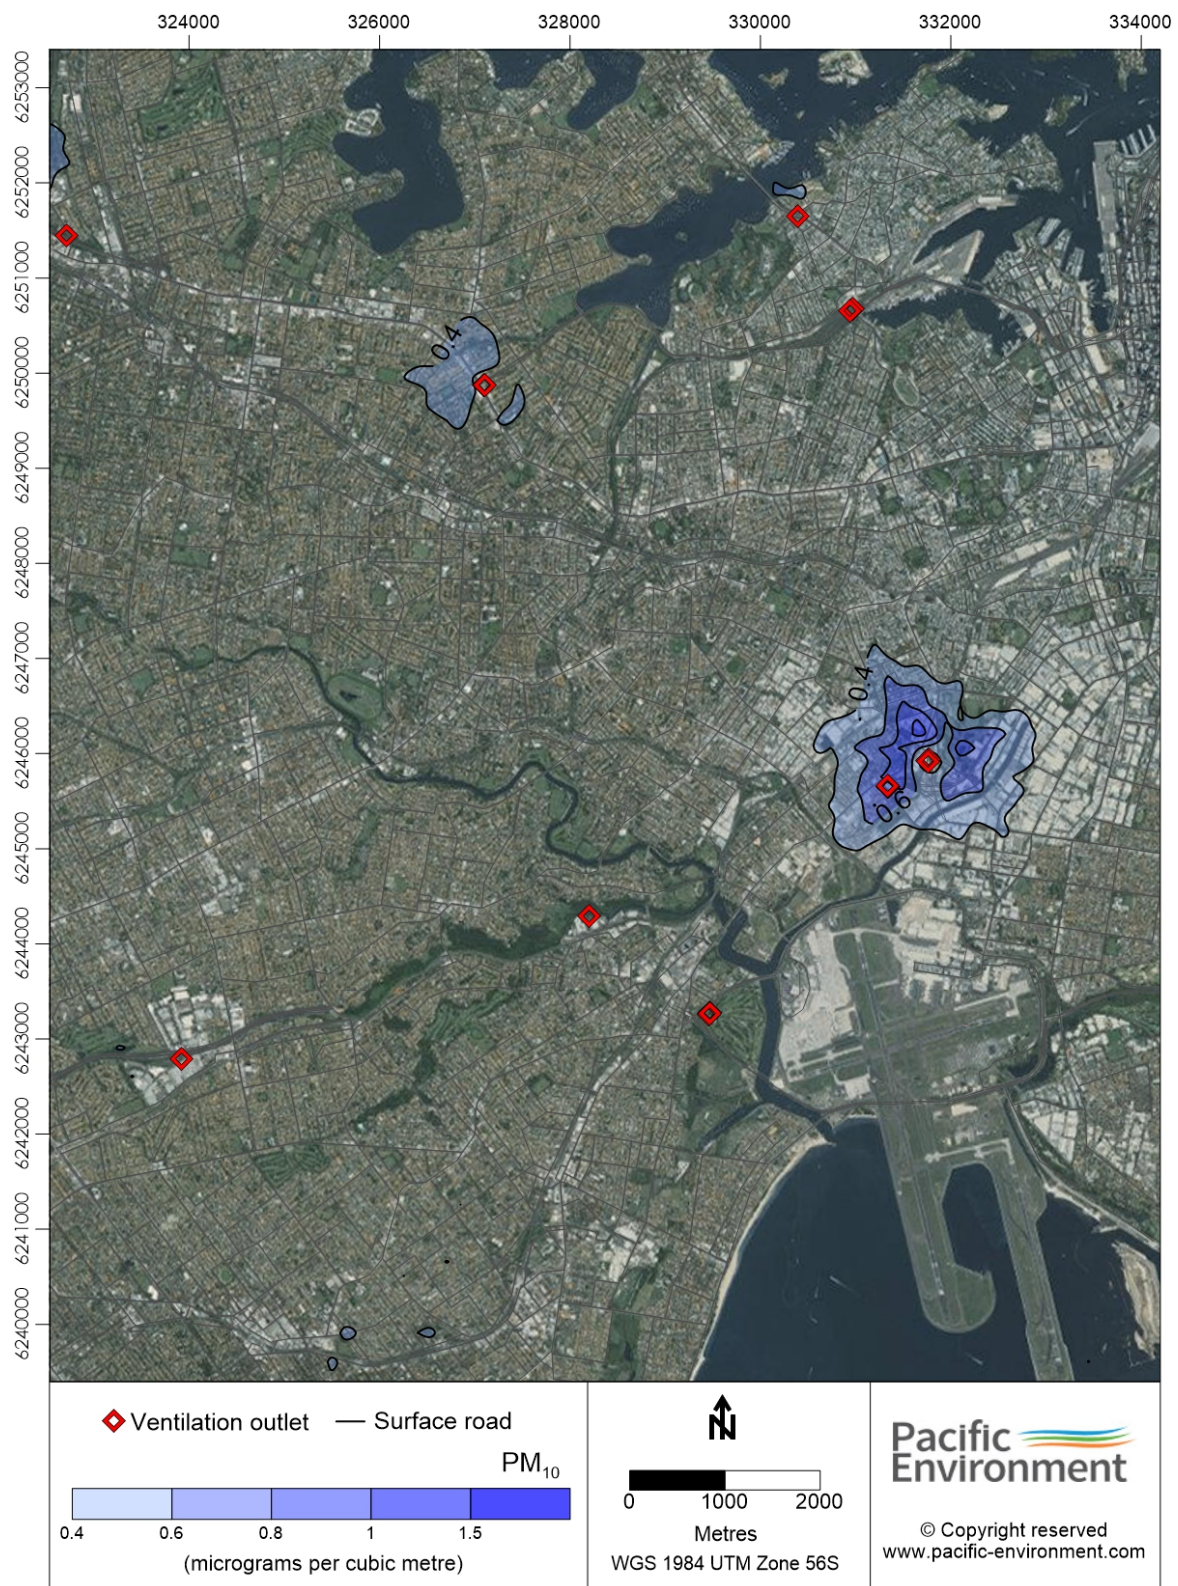 324000 326000 328000 330000 332000 334000
6253000
6252000
6251000
6250000
6249000
6248000
6247000
6246000
6245000
6244000
6243000
6242000
6241000
6240000
0.4
0.4
0.6
Ventilation outlet — Surface road
PM₁₀
0.4 0.6 0.8 1 1.5
(micrograms per cubic metre)
N
0 1000 2000
Metres
WGS 1984 UTM Zone 56S
Pacific
Environment
© Copyright reserved
www.pacific-environment.com